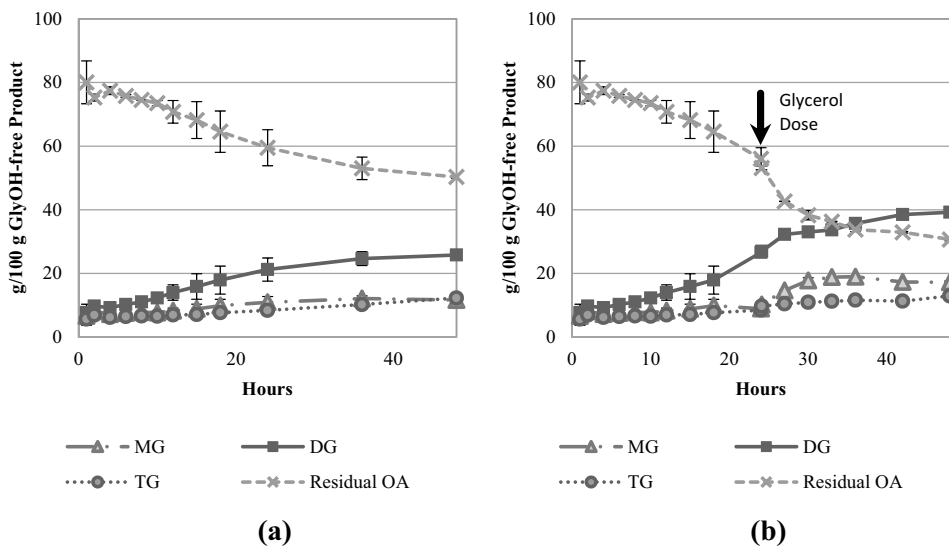 g/100 g GlyOH-free Product
100
80
60
40
20
0
0
20
40
Hours
MG
DG
TG
Residual OA
(a)
g/100 g GlyOH-free Product
100
80
60
40
20
0
Glycerol
Dose
0
10
20
30
40
Hours
MG
DG
TG
Residual OA
(b)